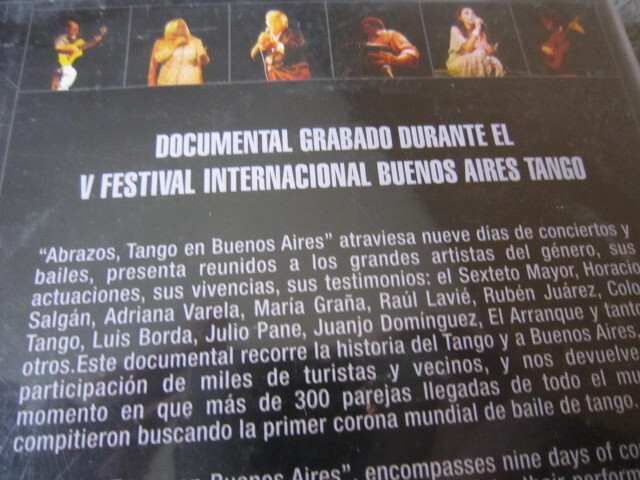 DOCUMENTAL GRABADO DURANTE EL
V FESTIVAL INTERNACIONAL BUENOS AIRES TANGO
"Abrazos, Tango en Buenos Aires" atraviesa nueve días de conciertos y
bailes, presenta reunidos a los grandes artistas del género, sus
actuaciones, sus vivencias, sus testimonios: el Sexteto Mayor, Horacio
Salgán, Adriana Varela, María Graña, Raúl Lavié, Rubén Juárez, Colo
Tango, Luis Borda, Julio Pane, Juanjo Domínguez, El Arranque y tant
otros.Este documental recorre la historia del Tango y a Buenos Aires
participación de miles de turistas y vecinos, y nos devuelve
momento en que más de 300 parejas llegadas de todo el mu
compitieron buscando la primer corona mundial de baile de tango.
Buenos Aires", encompasses nine days of co